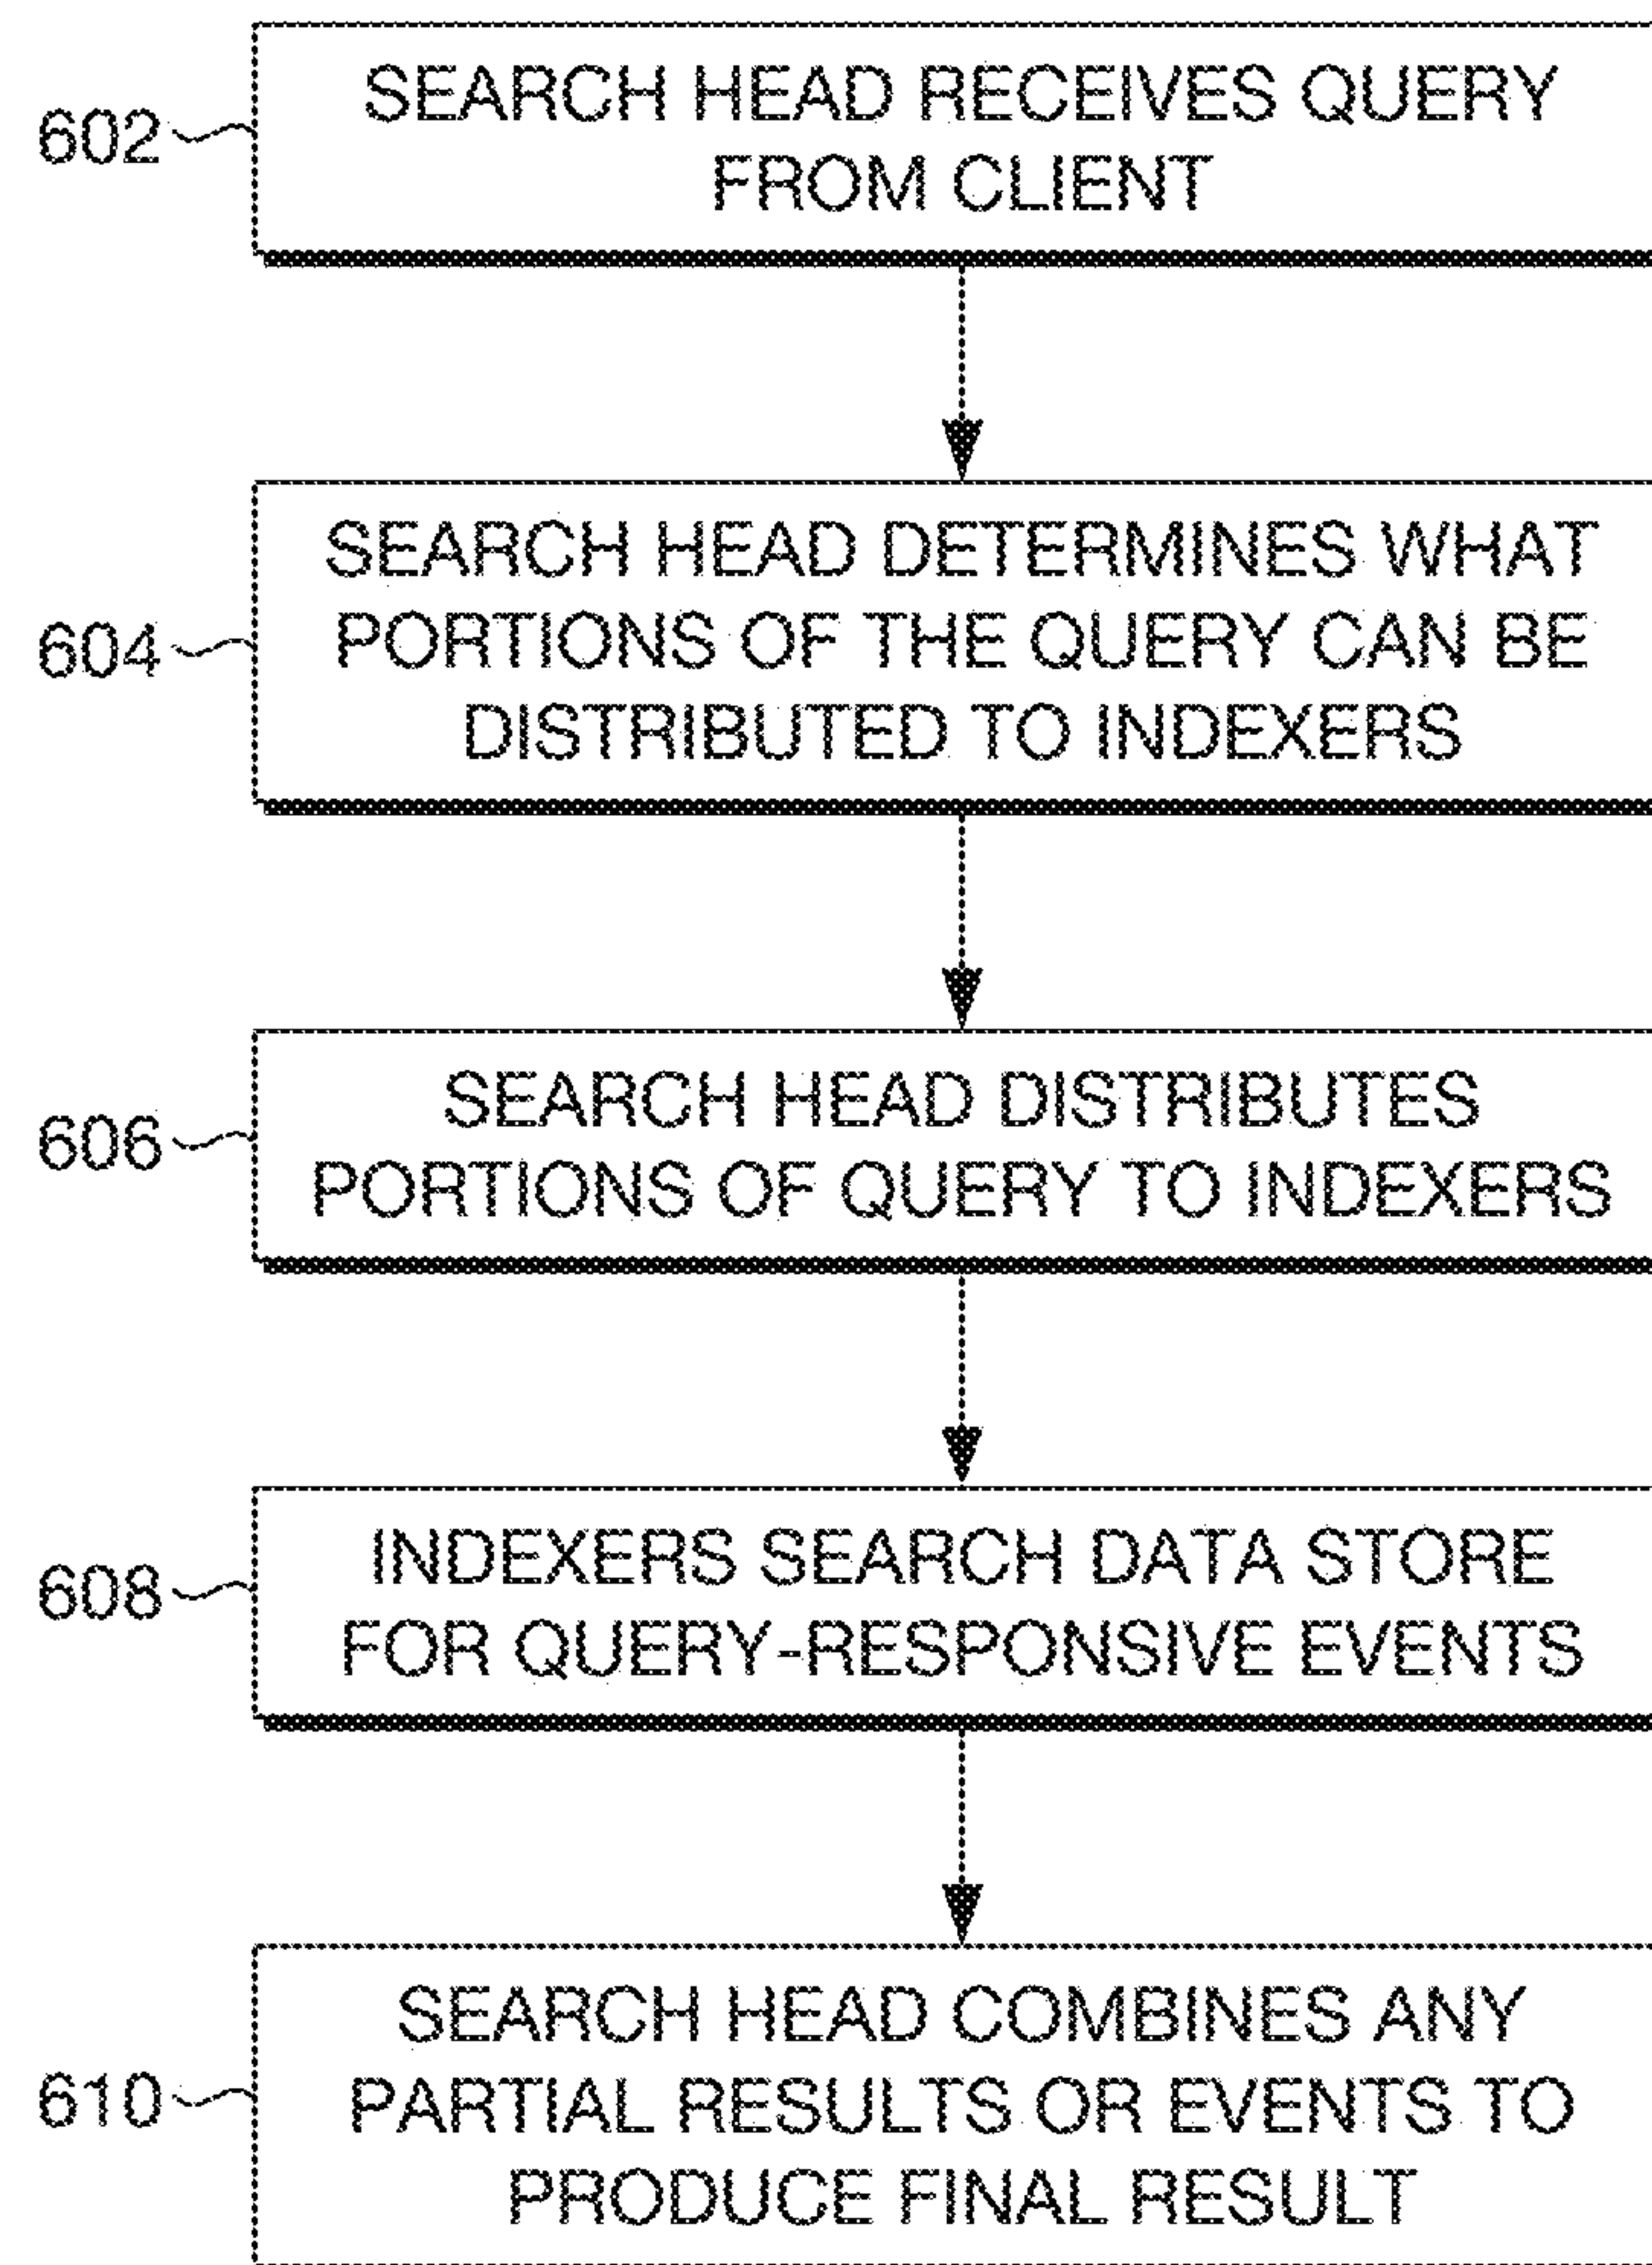 602
SEARCH HEAD RECEIVES QUERY
FROM CLIENT
604
SEARCH HEAD DETERMINES WHAT
PORTIONS OF THE QUERY CAN BE
DISTRIBUTED TO INDEXERS
606
SEARCH HEAD DISTRIBUTES
PORTIONS OF QUERY TO INDEXERS
608
INDEXERS SEARCH DATA STORE
FOR QUERY-RESPONSIVE EVENTS
610
SEARCH HEAD COMBINES ANY
PARTIAL RESULTS OR EVENTS TO
PRODUCE FINAL RESULT